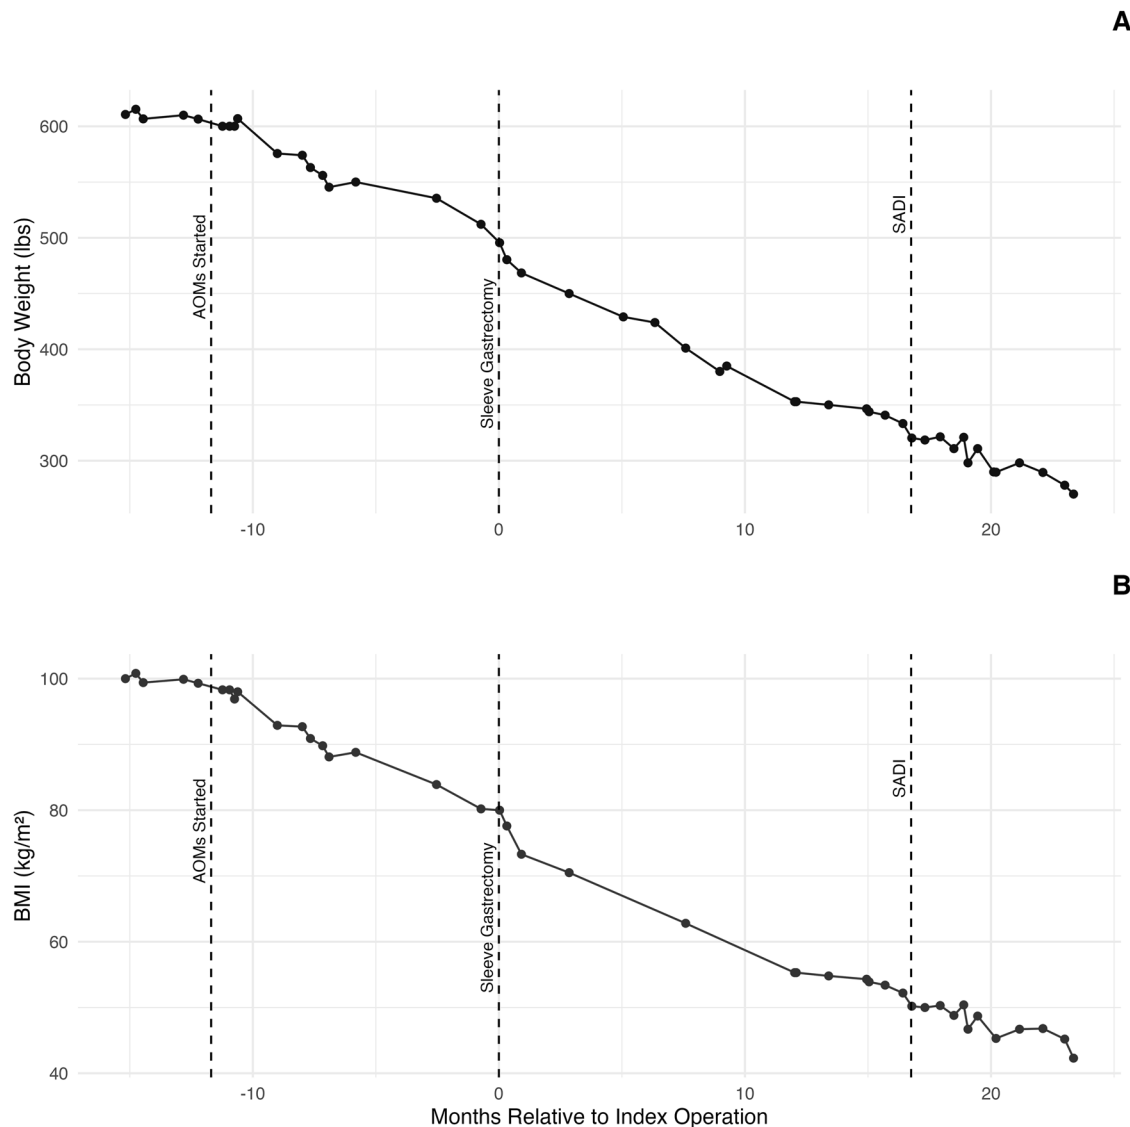 A
Body Weight (lbs)
600
500
400
300
AOMs Started
Sleeve Gastrectomy
SADI
-10
0
10
20
B
BMI (kg/m²)
100
80
60
40
AOMs Started
Sleeve Gastrectomy
SADI
-10
0
10
20
Months Relative to Index Operation